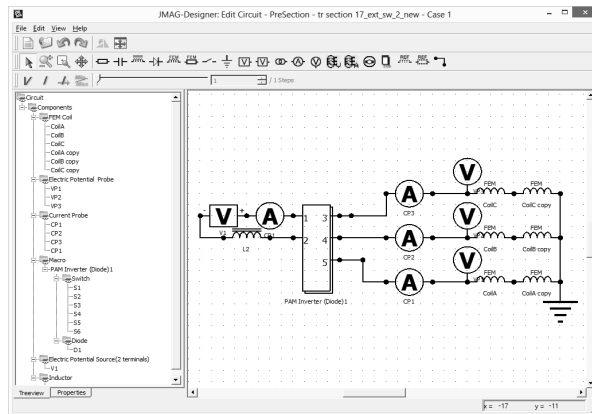 JMAG-Designer: Edit Circuit - PreSection - tr section 17_ext_sw_2_new - Case 1
File Edit View Help
1 / 1 Steps
Circuit
Components
FEM Coil
CoilA
CoilB
CoilC
CoilA copy
CoilB copy
CoilC copy
Electric Potential Probe
VP1
VP2
VP3
Current Probe
CP1
CP2
CP3
CP1
Macro
PAM Inverter (Diode)1
Switch
S1
S2
S3
S4
S5
S6
Diode
D1
Electric Potential Source(2 terminals)
V1
Inductor
Treeview Properties
V
A
FEM FEM
CP3 CoilC CoilC copy
- V + A 1 3
V1 CP1
L2
2 4
V
A
FEM FEM
CP2 CoilB CoilB copy
5
V
A
FEM FEM
CP1 CoilA CoilA copy
PAM Inverter (Diode)1
x = -17 y = -11